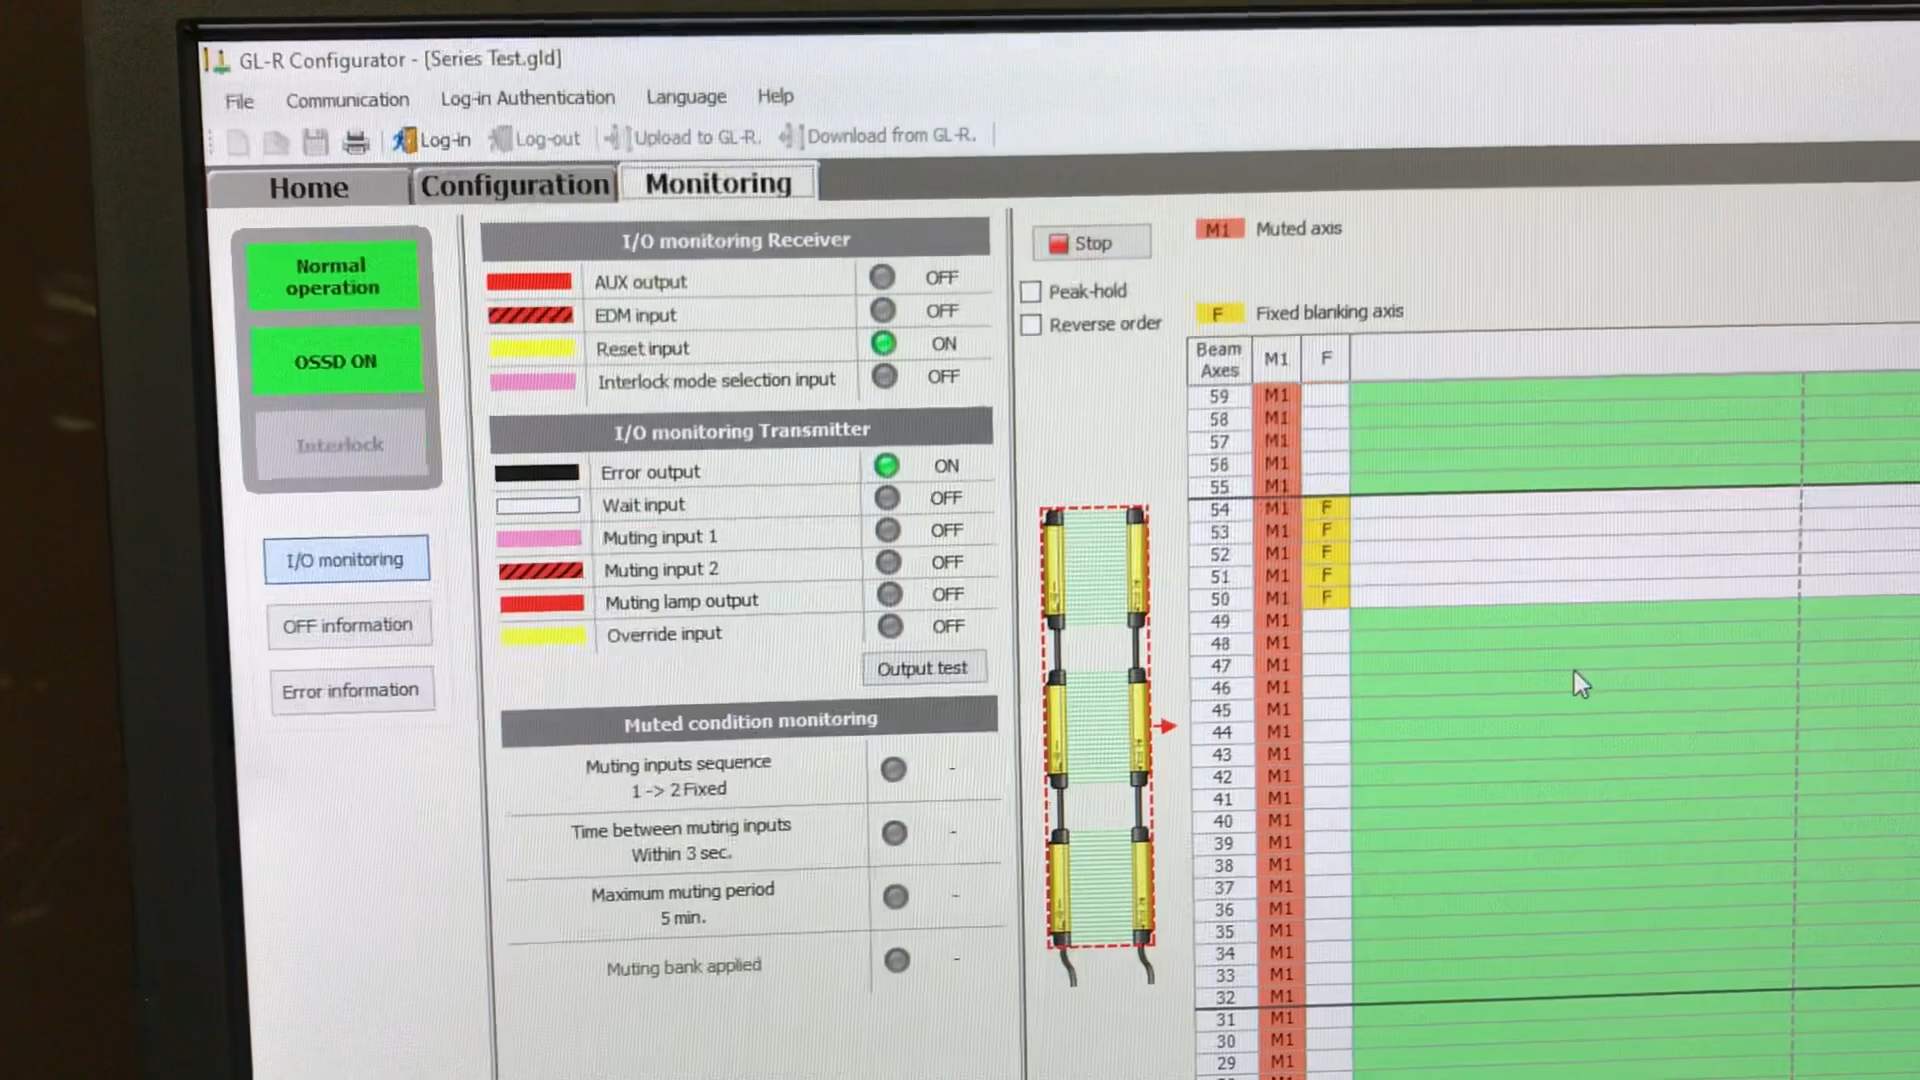 GL-R Configurator - [Series Test.gld]
File Communication Log-in Authentication Language Help
Log-in Log-out Upload to GL-R. Download from GL-R.
Home Configuration Monitoring
Normal operation
OSSD ON
Interlock
I/O monitoring
OFF information
Error information
I/O monitoring Receiver
AUX output OFF
EDM input OFF
Reset input ON
Interlock mode selection input OFF
I/O monitoring Transmitter
Error output ON
Wait input OFF
Muting input 1 OFF
Muting input 2 OFF
Muting lamp output OFF
Override input OFF
Output test
Muted condition monitoring
Muting inputs sequence -
1 -> 2 Fixed
Time between muting inputs -
Within 3 sec.
Maximum muting period -
5 min.
Muting bank applied -
Stop
Peak-hold
Reverse order
M1 Muted axis
F Fixed blanking axis
Beam Axes M1 F
59 M1
58 M1
57 M1
56 M1
55 M1
54 M1 F
53 M1 F
52 M1 F
51 M1 F
50 M1 F
49 M1
48 M1
47 M1
46 M1
45 M1
44 M1
43 M1
42 M1
41 M1
40 M1
39 M1
38 M1
37 M1
36 M1
35 M1
34 M1
33 M1
32 M1
31 M1
30 M1
29 M1